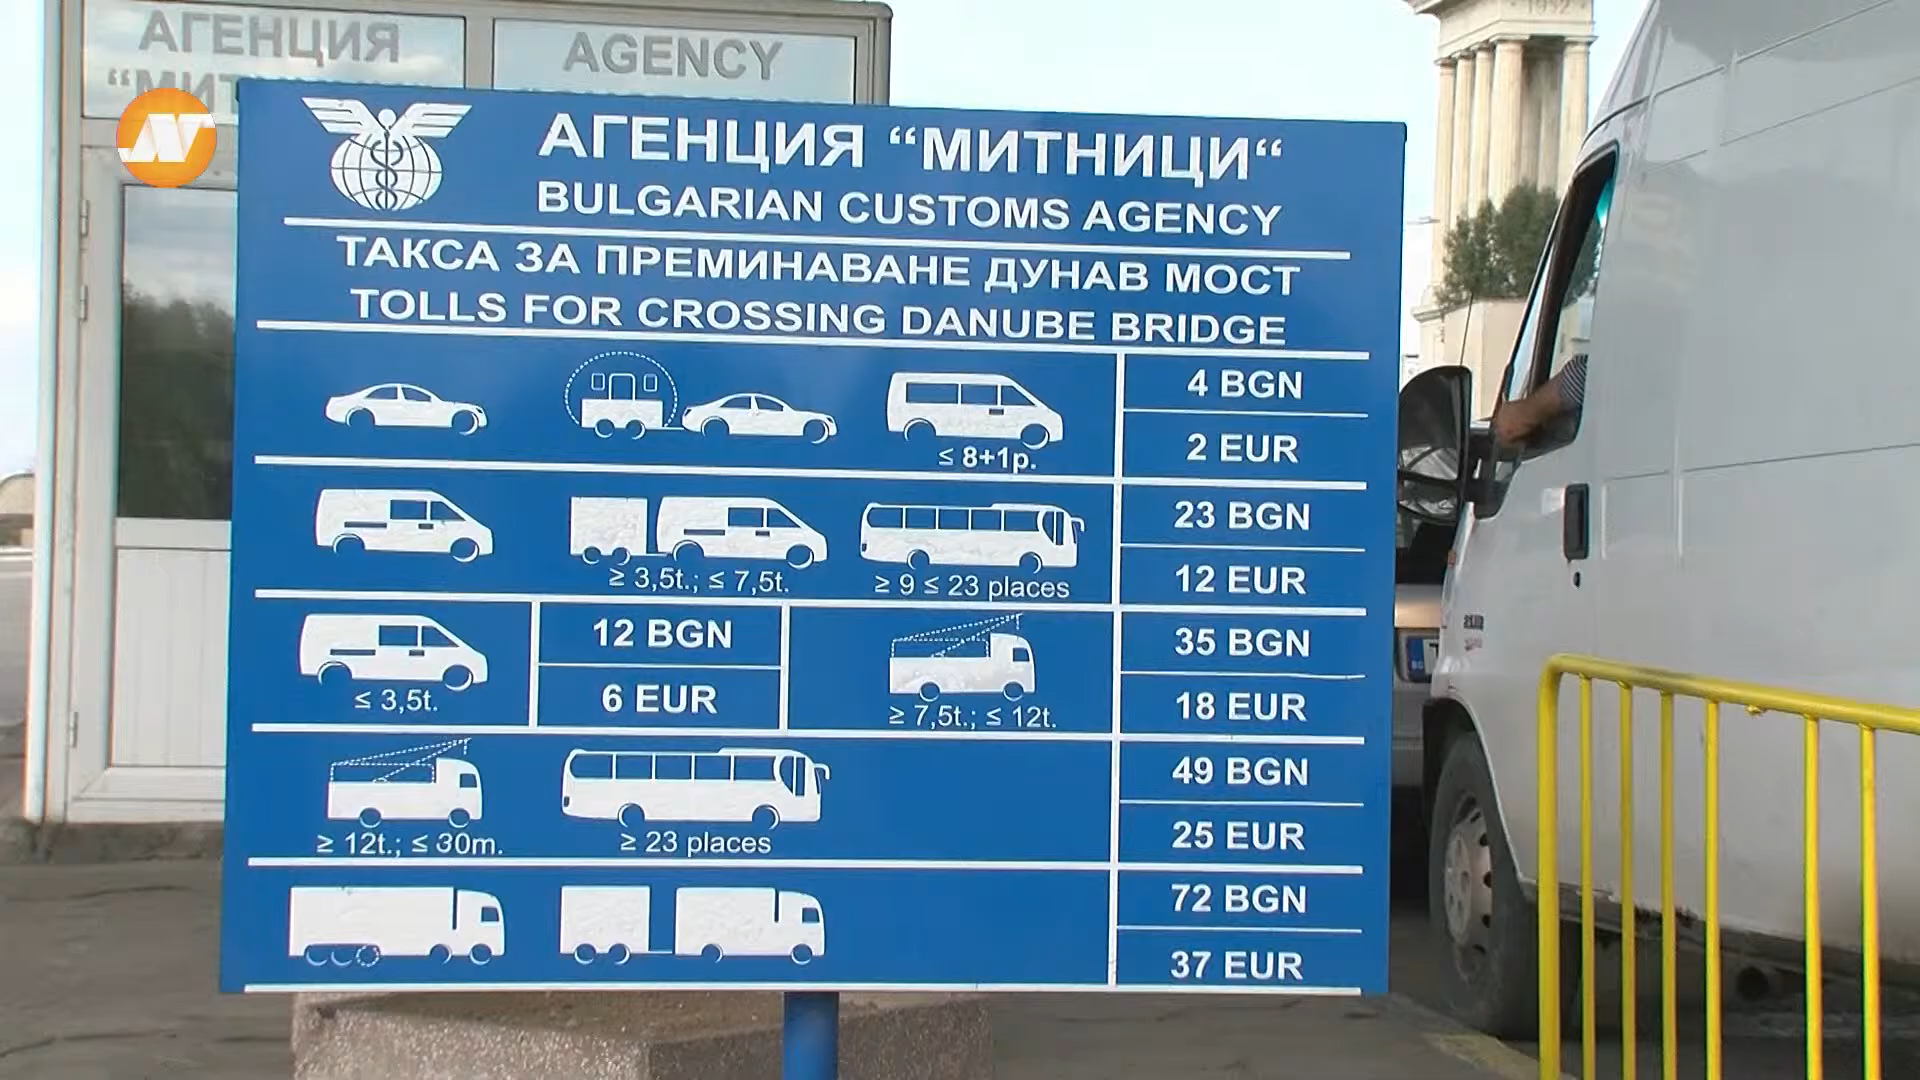 АГЕНЦИЯ
AGENCY
1952
АГЕНЦИЯ “МИТНИЦИ“
BULGARIAN CUSTOMS AGENCY
ТАКСА ЗА ПРЕМИНАВАНЕ ДУНАВ МОСТ
TOLLS FOR CROSSING DANUBE BRIDGE
4 BGN
2 EUR
≤ 8+1p.
23 BGN
12 EUR
≥ 3,5t.; ≤ 7,5t.
≥ 9 ≤ 23 places
12 BGN
6 EUR
≤ 3,5t.
35 BGN
18 EUR
≥ 7,5t.; ≤ 12t.
49 BGN
25 EUR
≥ 12t.; ≤ 30m.
≥ 23 places
72 BGN
37 EUR